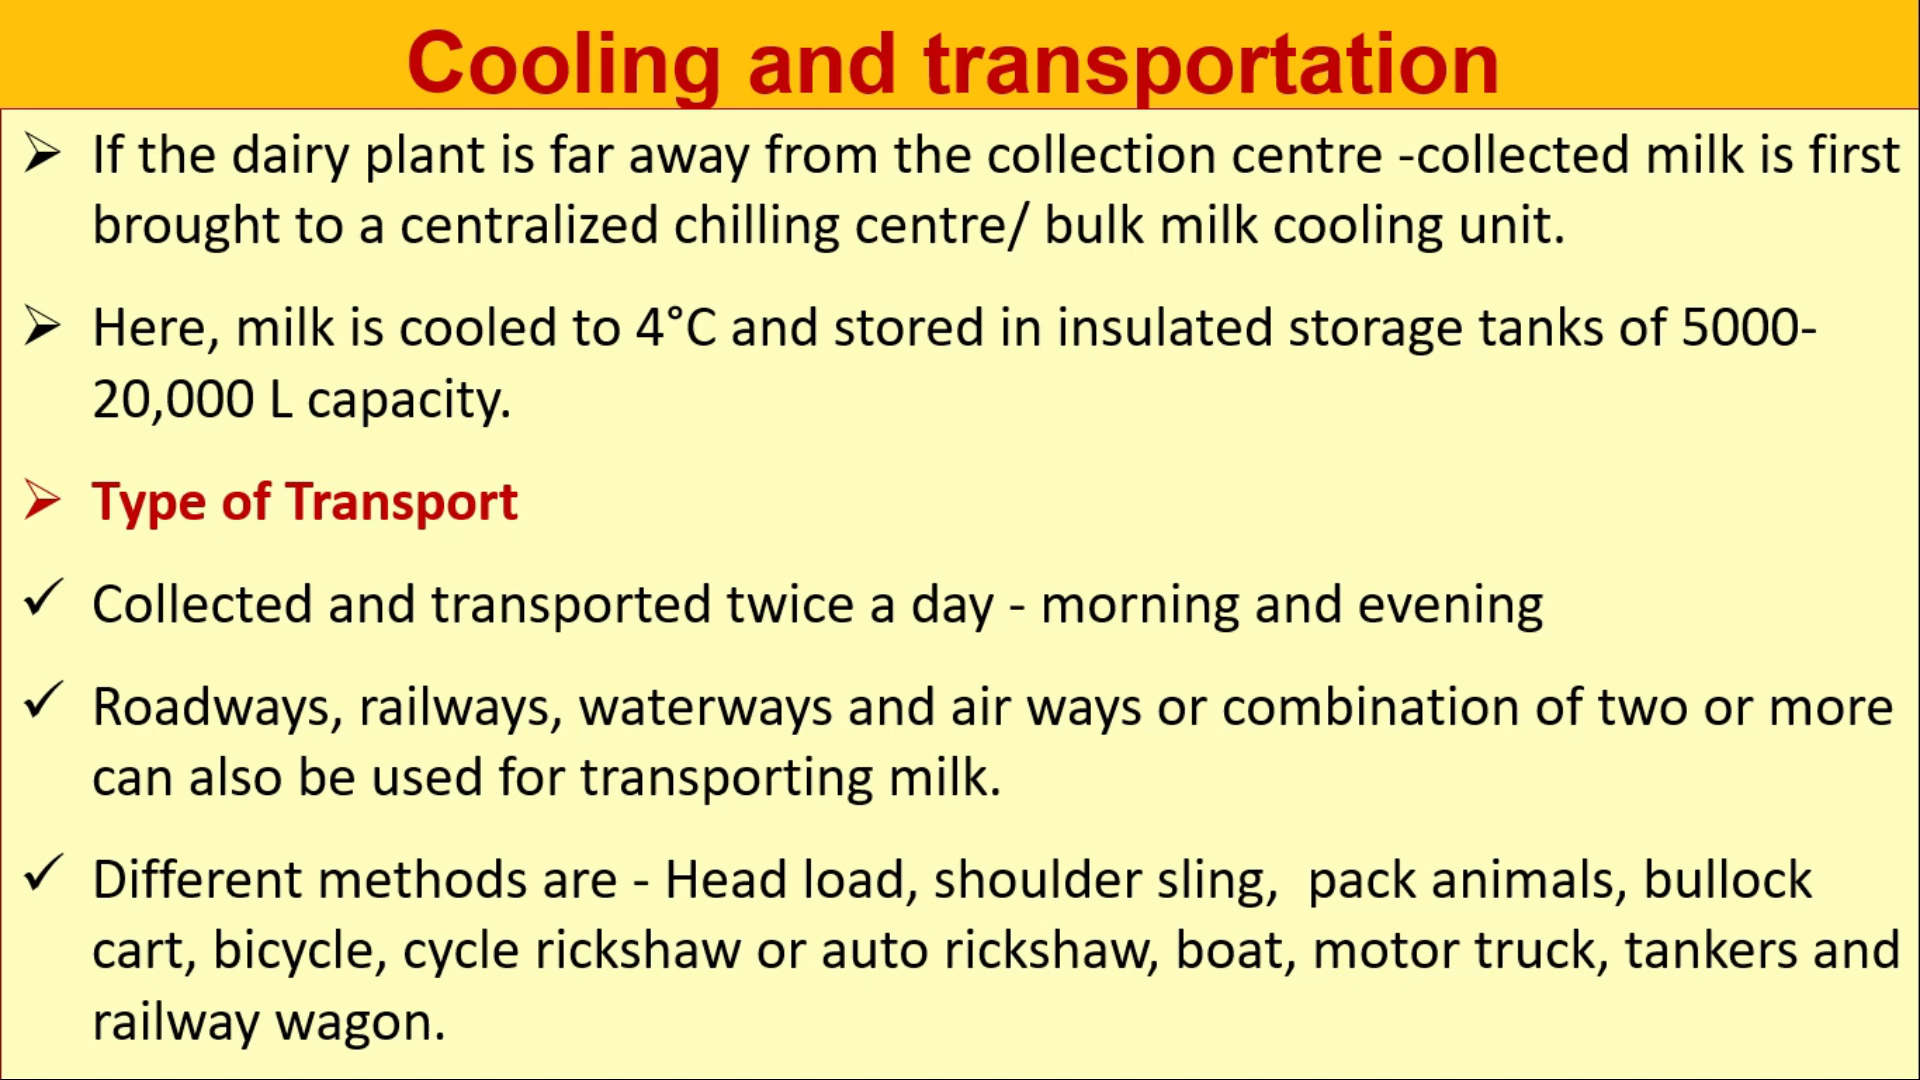 Cooling and transportation
➢ If the dairy plant is far away from the collection centre -collected milk is first
brought to a centralized chilling centre/ bulk milk cooling unit.
➢ Here, milk is cooled to 4°C and stored in insulated storage tanks of 5000-
20,000 L capacity.
➢ Type of Transport
✓ Collected and transported twice a day - morning and evening
✓ Roadways, railways, waterways and air ways or combination of two or more
can also be used for transporting milk.
✓ Different methods are - Head load, shoulder sling,  pack animals, bullock
cart, bicycle, cycle rickshaw or auto rickshaw, boat, motor truck, tankers and
railway wagon.